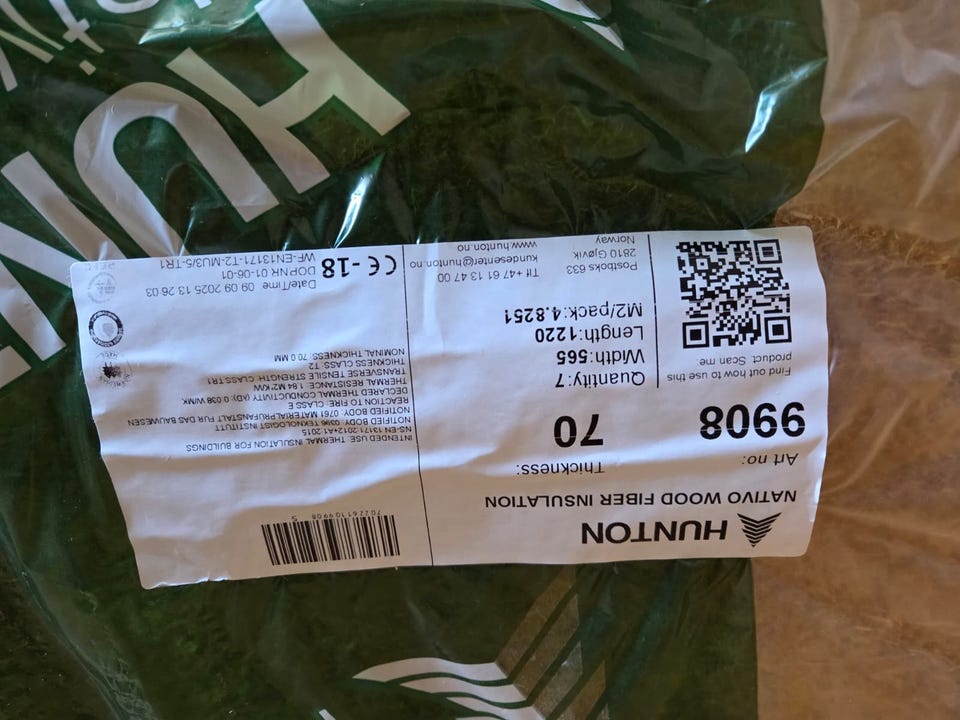 HUNTON
NATIVO WOOD FIBER INSULATION
Art no:
9908
Thickness:
70
Find out how to use this
product. Scan me
Quantity:7
Width:565
Length:1220
M2/pack:4.8251
Postboks 633
2810 Gjøvik
Norway
Tlf +47 61 13 47 00
kundesenter@hunton.no
www.hunton.no
7022611099085
INTENDED USE: THERMAL INSULATION FOR BUILDINGS
NS-EN 13171:2012+A1:2015
NOTIFIED BODY: 0396 TEKNOLOGISK INSTITUTT
NOTIFIED BODY: 0761 MATERIALPRÜFANSTALT FÜR DAS BAUWESEN
REACTION TO FIRE: CLASS E
DECLARED THERMAL CONDUCTIVITY (λD): 0.038 W/MK
THERMAL RESISTANCE 1.84 M2 K/W
TRANSVERSE TENSILE STRENGTH CLASS:TR1
THICKNESS CLASS: T2
NOMINAL THICKNESS: 70.0 MM
CE - 18
Date/Time 09 09 2025 13 26 03
DOPNR 01-06-01
WF-EN13171-T2-MU3/5-TR1
HUN